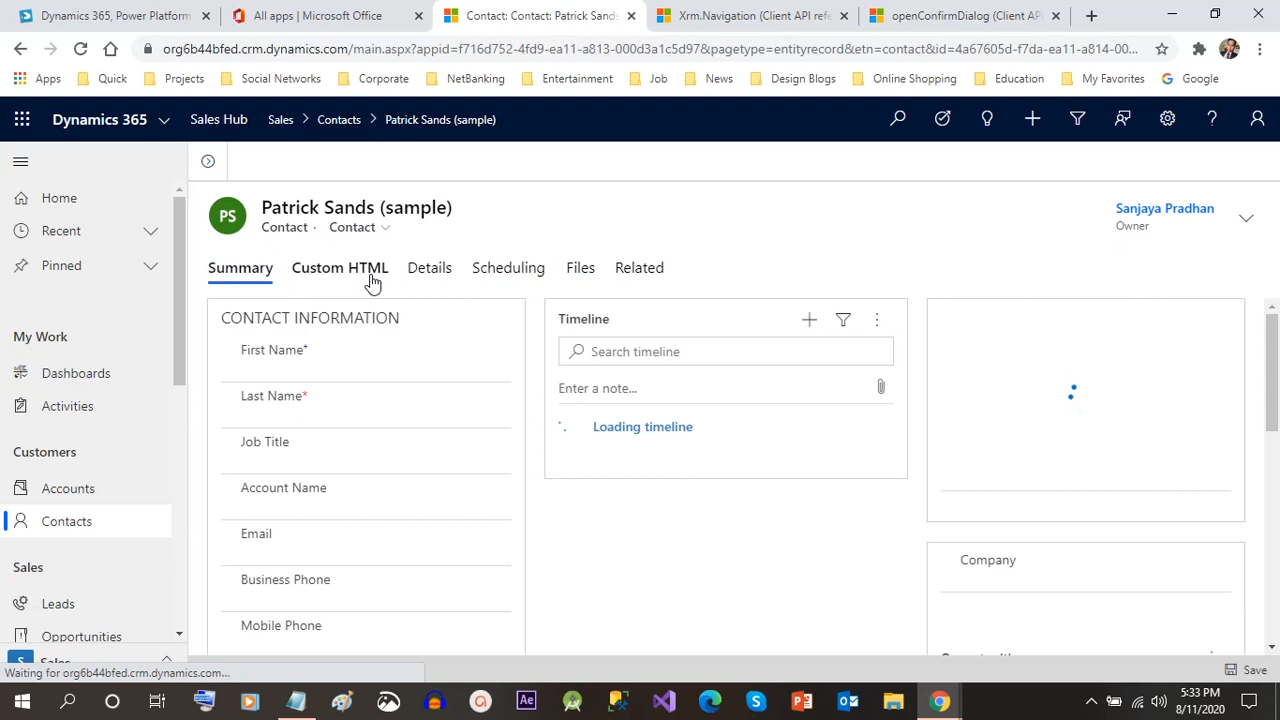 Dynamics 365, Power Platform
All apps | Microsoft Office
Contact: Contact: Patrick Sands
Xrm.Navigation (Client API refe
openConfirmDialog (Client API
org6b44bfed.crm.dynamics.com/main.aspx?appid=f716d752-4fd9-ea11-a813-000d3a1c5d97&pagetype=entityrecord&etn=contact&id=4a67605d-f7da-ea11-a814-00...
Apps
Quick
Projects
Social Networks
Corporate
NetBanking
Entertainment
Job
News
Design Blogs
Online Shopping
Education
My Favorites
Google
Dynamics 365
Sales Hub
Sales
Contacts
Patrick Sands (sample)
Home
Recent
Pinned
My Work
Dashboards
Activities
Customers
Accounts
Contacts
Sales
Leads
Opportunities
S
Sales
PS
Patrick Sands (sample)
Contact · Contact
Sanjaya Pradhan
Owner
Summary
Custom HTML
Details
Scheduling
Files
Related
CONTACT INFORMATION
First Name+
Last Name*
Job Title
Account Name
Email
Business Phone
Mobile Phone
Timeline
Search timeline
Enter a note...
Loading timeline
Company
Save
Waiting for org6b44bfed.crm.dynamics.com...
Ae
5:33 PM
8/11/2020